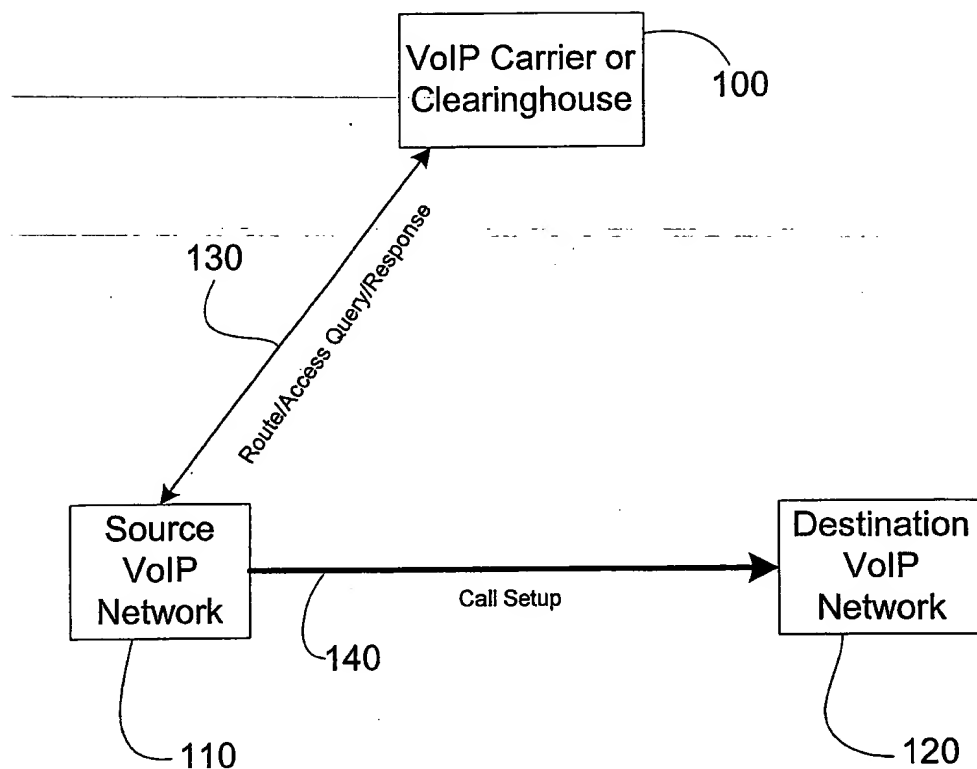 VoIP Carrier or
Clearinghouse
100
130
Route/Access Query/Response
Source
VoIP
Network
Destination
VoIP
Network
Call Setup
140
110
120